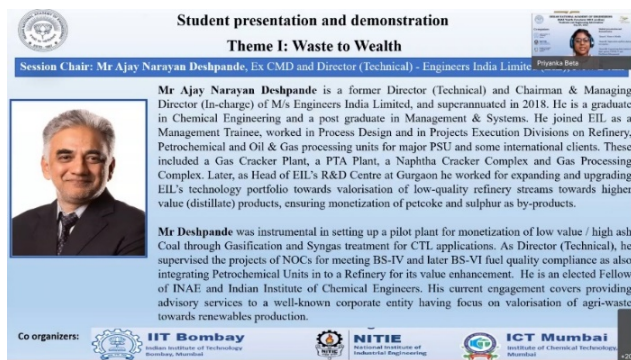 Student presentation and demonstration
Theme I: Waste to Wealth
Session Chair: Mr Ajay Narayan Deshpande, Ex CMD and Director (Technical) - Engineers India Limited
Priyanka Beta
Mr Ajay Narayan Deshpande is a former Director (Technical) and Chairman & Managing
Director (In-charge) of M/s Engineers India Limited, and superannuated in 2018. He is a graduate
in Chemical Engineering and a post graduate in Management & Systems. He joined EIL as a
Management Trainee, worked in Process Design and in Projects Execution Divisions on Refinery,
Petrochemical and Oil & Gas processing units for major PSU and some international clients. These
included a Gas Cracker Plant, a PTA Plant, a Naphtha Cracker Complex and Gas Processing
Complex. Later, as Head of EIL's R&D Centre at Gurgaon he worked for expanding and upgrading
EIL's technology portfolio towards valorisation of low-quality refinery streams towards higher
value (distillate) products, ensuring monetization of petcoke and sulphur as by-products.
Mr Deshpande was instrumental in setting up a pilot plant for monetization of low value / high ash
Coal through Gasification and Syngas treatment for CTL applications. As Director (Technical), he
supervised the projects of NOCs for meeting BS-IV and later BS-VI fuel quality compliance as also
integrating Petrochemical Units in to a Refinery for its value enhancement. He is an elected Fellow
of INAE and Indian Institute of Chemical Engineers. His current engagement covers providing
advisory services to a well-known corporate entity having focus on valorisation of agri-waste
towards renewables production.
Co organizers:
IIT Bombay
Indian Institute of Technology
Bombay, Mumbai
NITIE
National Institute of
Industrial Engineering
ICT Mumbai
Institute of Chemical Technology,
Mumbai